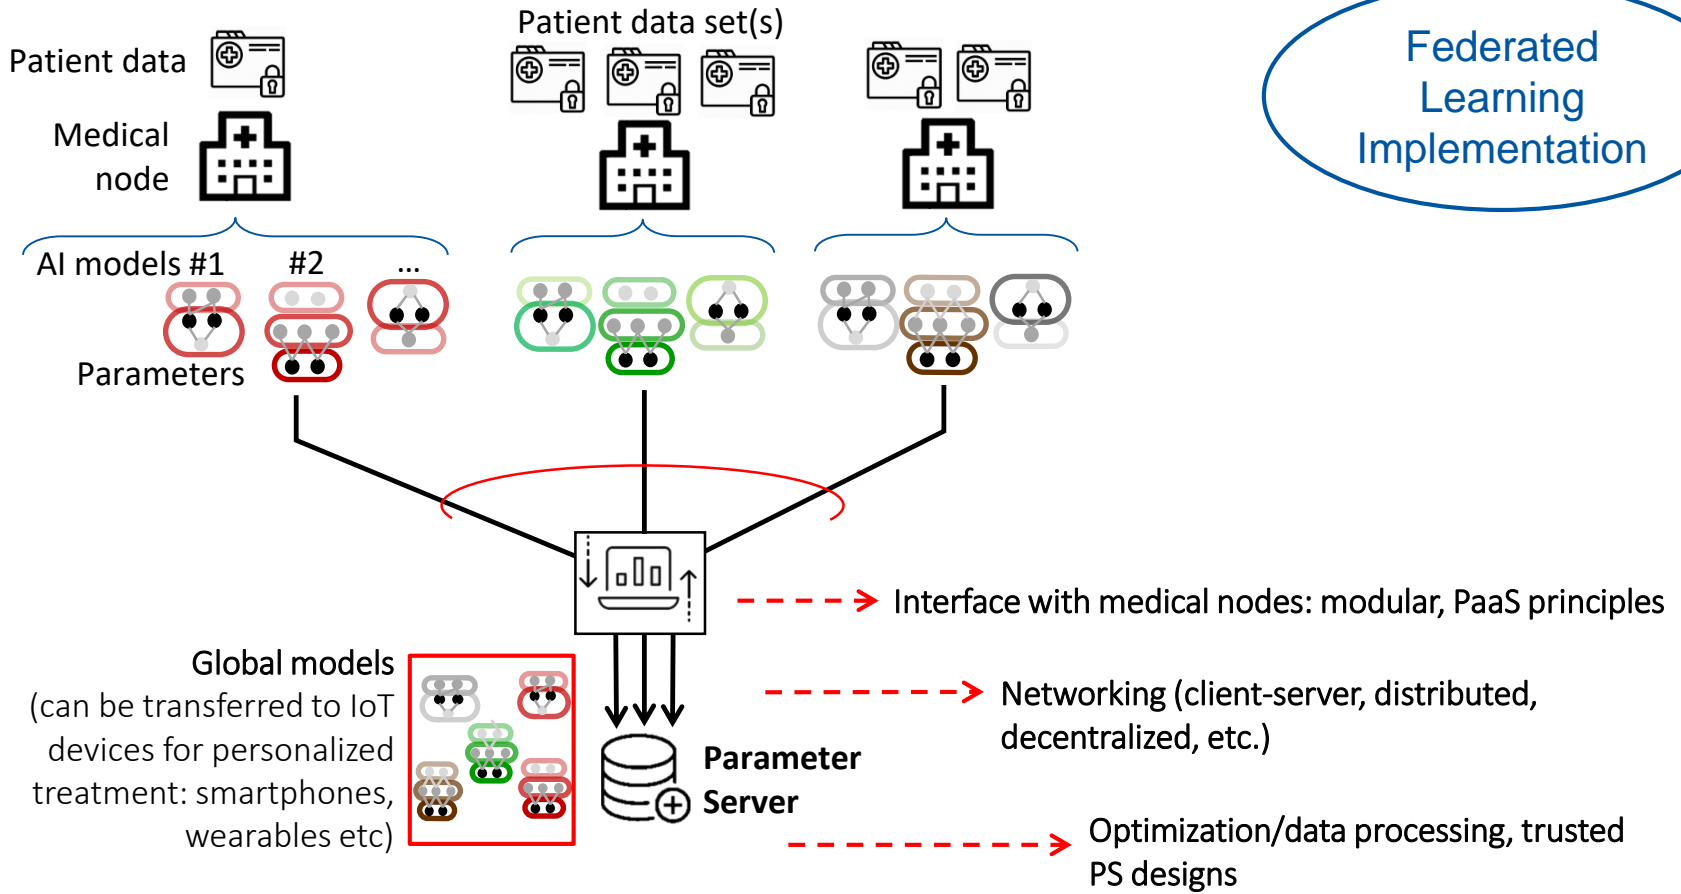 Patient data set(s)
Patient data
Medical
node
Federated
Learning
Implementation
AI models #1
#2
...
Parameters
Interface with medical nodes: modular, PaaS principles
Global models
(can be transferred to IoT
devices for personalized
treatment: smartphones,
wearables etc)
Networking (client-server, distributed,
decentralized, etc.)
Parameter
Server
Optimization/data processing, trusted
PS designs